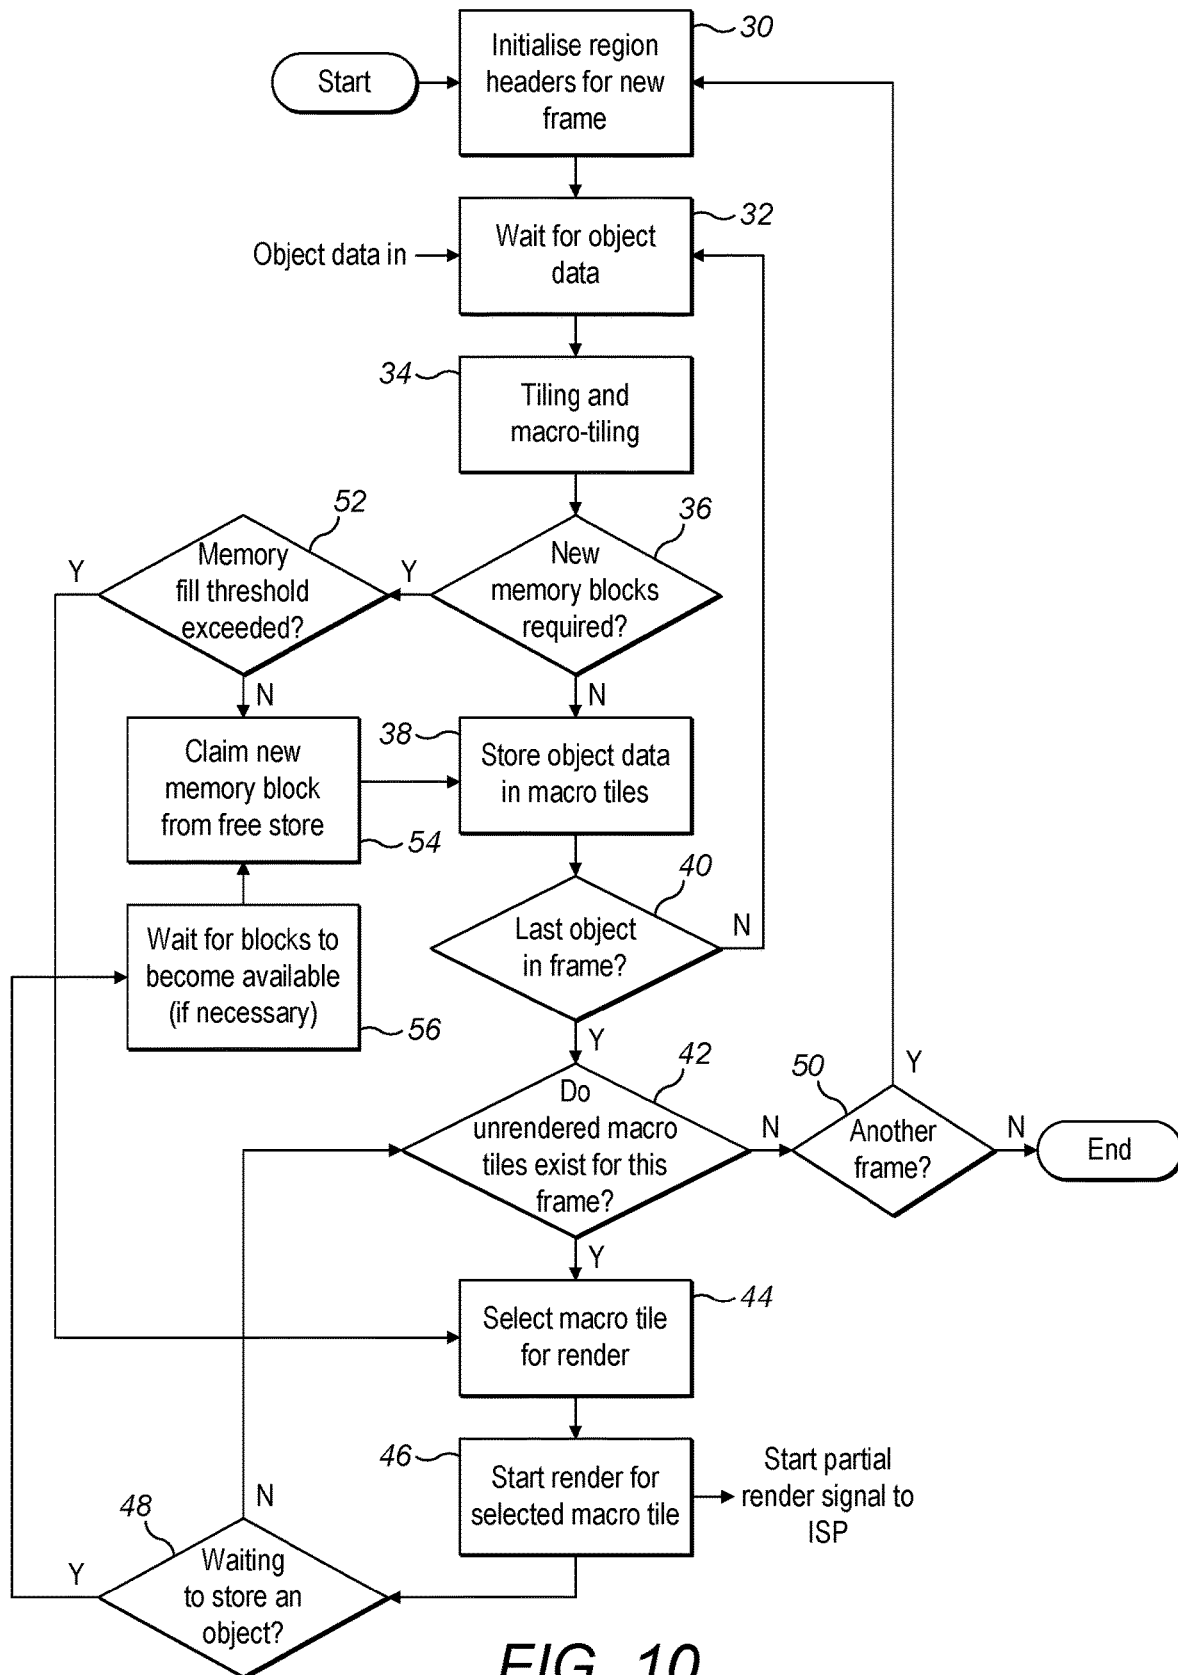 30
Initialise region
headers for new
frame
Start
32
Wait for object
data
Object data in
34
Tiling and
macro-tiling
52
36
Y
Memory
fill threshold
exceeded?
Y
New
memory blocks
required?
N
N
Claim new
memory block
from free store
54
38
Store object data
in macro tiles
40
Last object
in frame?
N
Wait for blocks to
become available
(if necessary)
56
Y
42
50
Y
Do
unrendered macro
tiles exist for this
frame?
N
Another
frame?
N
End
Y
44
Select macro tile
for render
46
Start render for
selected macro tile
Start partial
render signal to
ISP
N
48
Y
Waiting
to store an
object?
FIG. 10